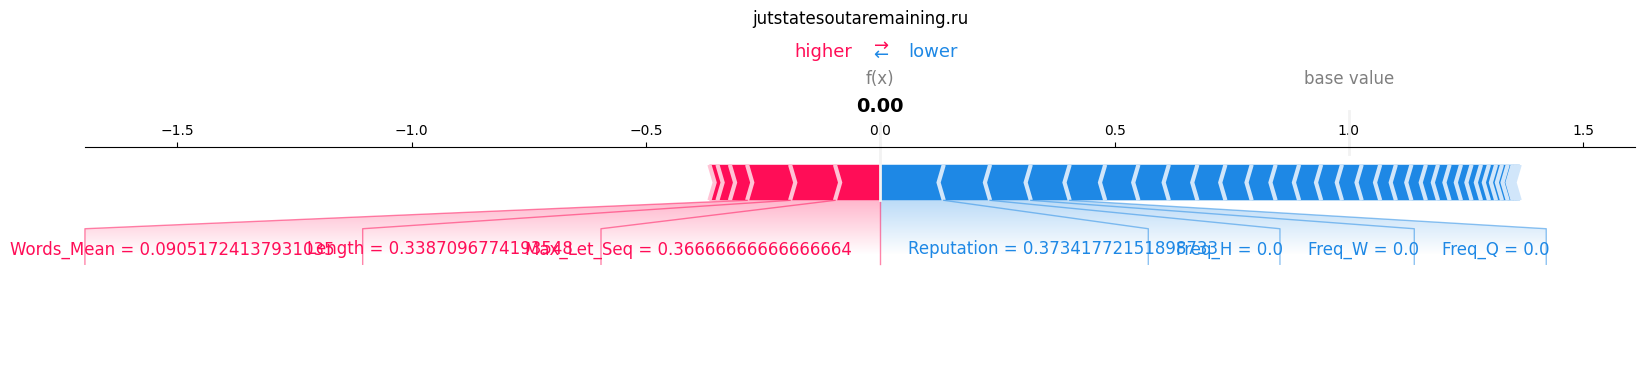 jutstatesoutaremaining.ru
higher ⇄ lower
f(x) base value
0.00
−1.5 −1.0 −0.5 0.0 0.5 1.0 1.5
Words_Mean = 0.09051724137931035 Length = 0.3387096774193548 Max_Let_Seq = 0.36666666666666664 Reputation = 0.37341772151898733 Freq_H = 0.0 Freq_W = 0.0 Freq_Q = 0.0